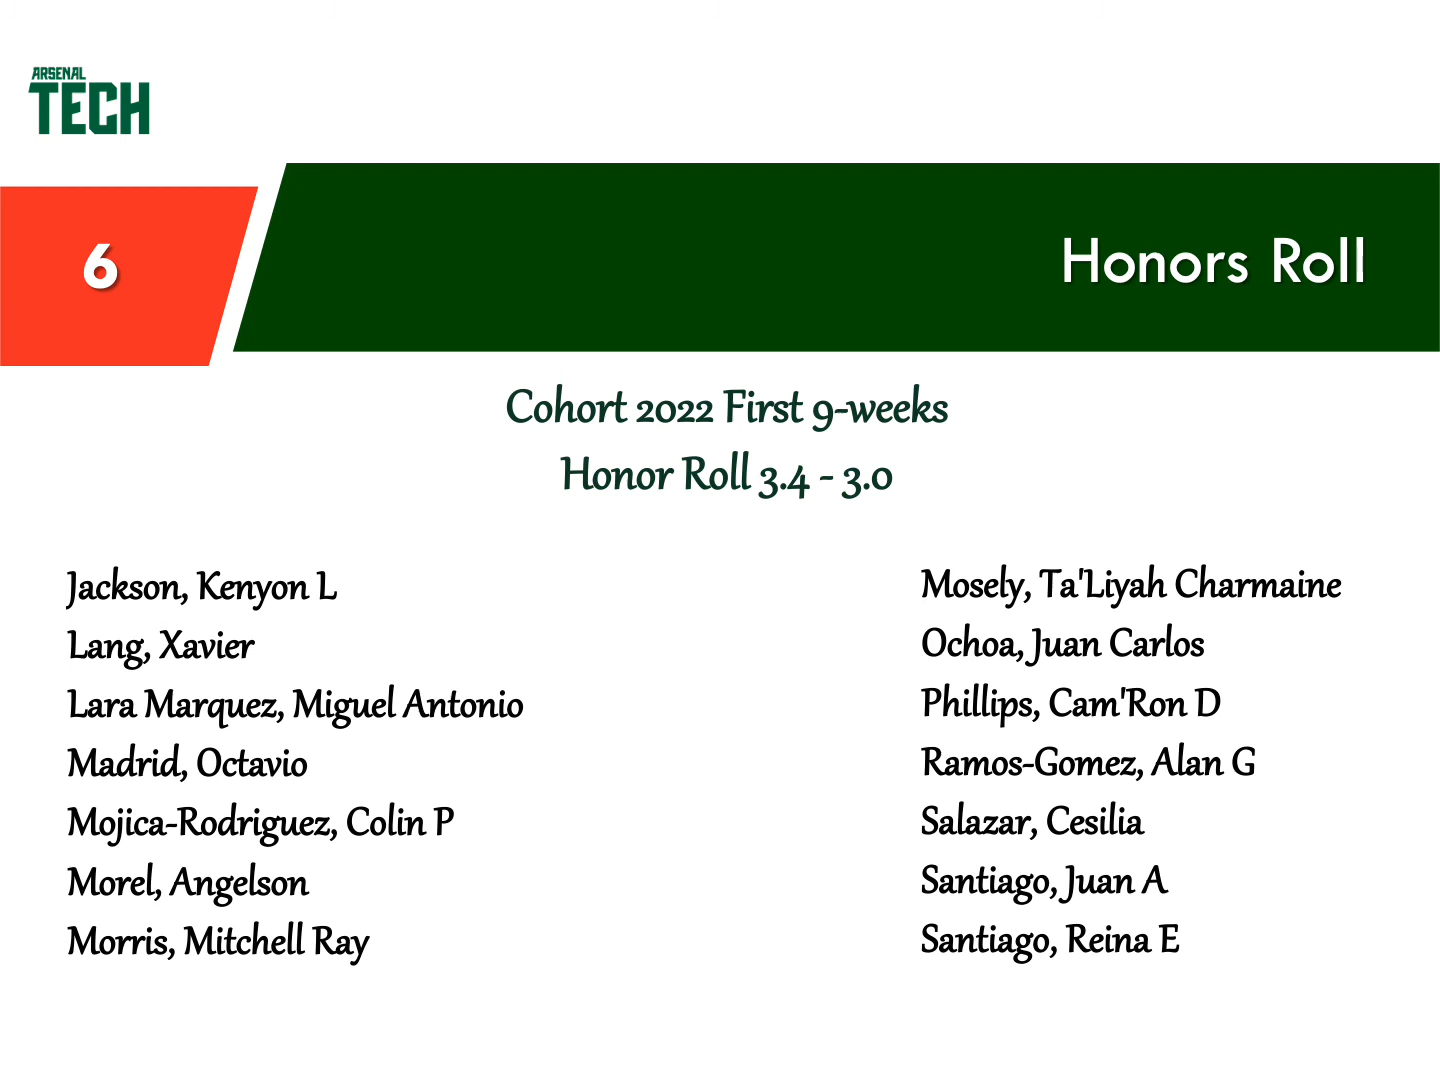 ARSENAL
TECH
6
Honors Roll
Cohort 2022 First 9-weeks
Honor Roll 3.4 - 3.0
Jackson, Kenyon L
Lang, Xavier
Lara Marquez, Miguel Antonio
Madrid, Octavio
Mojica-Rodriguez, Colin P
Morel, Angelson
Morris, Mitchell Ray
Mosely, Ta'Liyah Charmaine
Ochoa, Juan Carlos
Phillips, Cam'Ron D
Ramos-Gomez, Alan G
Salazar, Cesilia
Santiago, Juan A
Santiago, Reina E